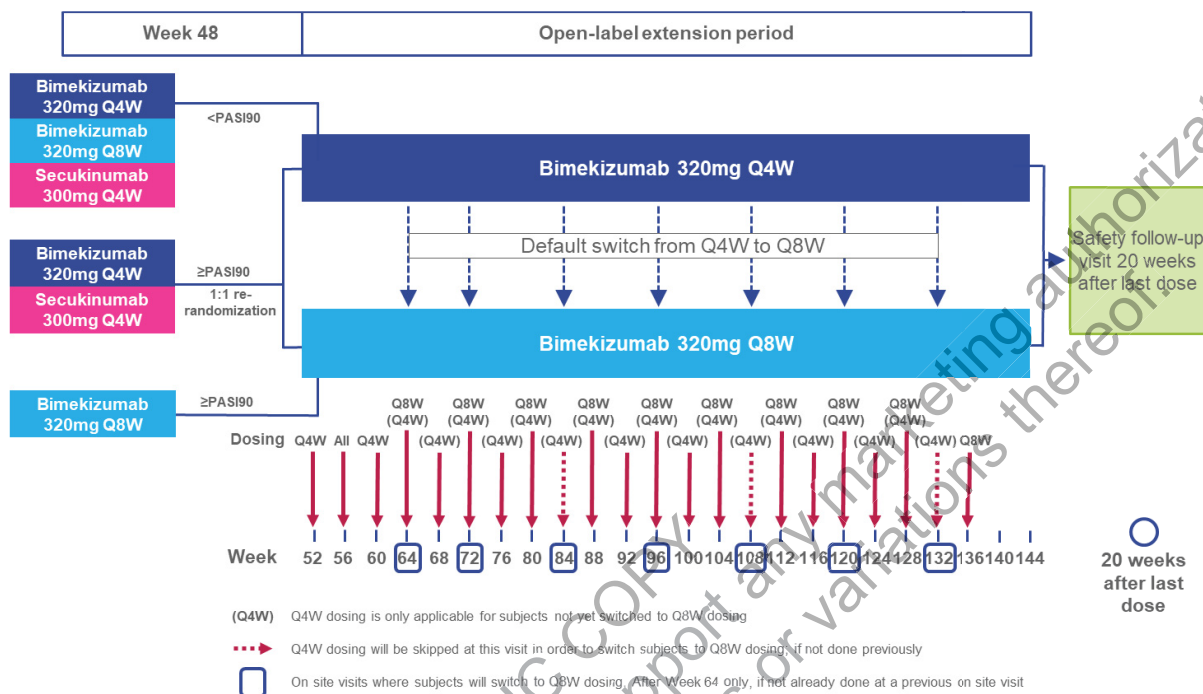 Week 48
Open-label extension period
Bimekizumab
320mg Q4W
Bimekizumab
320mg Q8W
Secukinumab
300mg Q4W
<PASI90
Bimekizumab 320mg Q4W
Default switch from Q4W to Q8W
Bimekizumab
320mg Q4W
Secukinumab
300mg Q4W
≥PASI90
1:1 re-
randomization
Safety follow-up
visit 20 weeks
after last dose
Bimekizumab 320mg Q8W
Bimekizumab
320mg Q8W
≥PASI90
Q8W Q8W Q8W Q8W Q8W Q8W Q8W Q8W Q8W
(Q4W) (Q4W) (Q4W) (Q4W) (Q4W) (Q4W) (Q4W) (Q4W) (Q4W)
Dosing Q4W All Q4W (Q4W) (Q4W) (Q4W) (Q4W) (Q4W) (Q4W) (Q4W) (Q4W) (Q4W) Q8W
Week 52 56 60 64 68 72 76 80 84 88 92 96 100 104 108 112 116 120 124 128 132 136 140 144
20 weeks
after last
dose
(Q4W) Q4W dosing is only applicable for subjects not yet switched to Q8W dosing
Q4W dosing will be skipped at this visit in order to switch subjects to Q8W dosing, if not done previously
On site visits where subjects will switch to Q8W dosing. After Week 64 only, if not already done at a previous on site visit
COPY
port any marketing authorizat
or variations thereof.